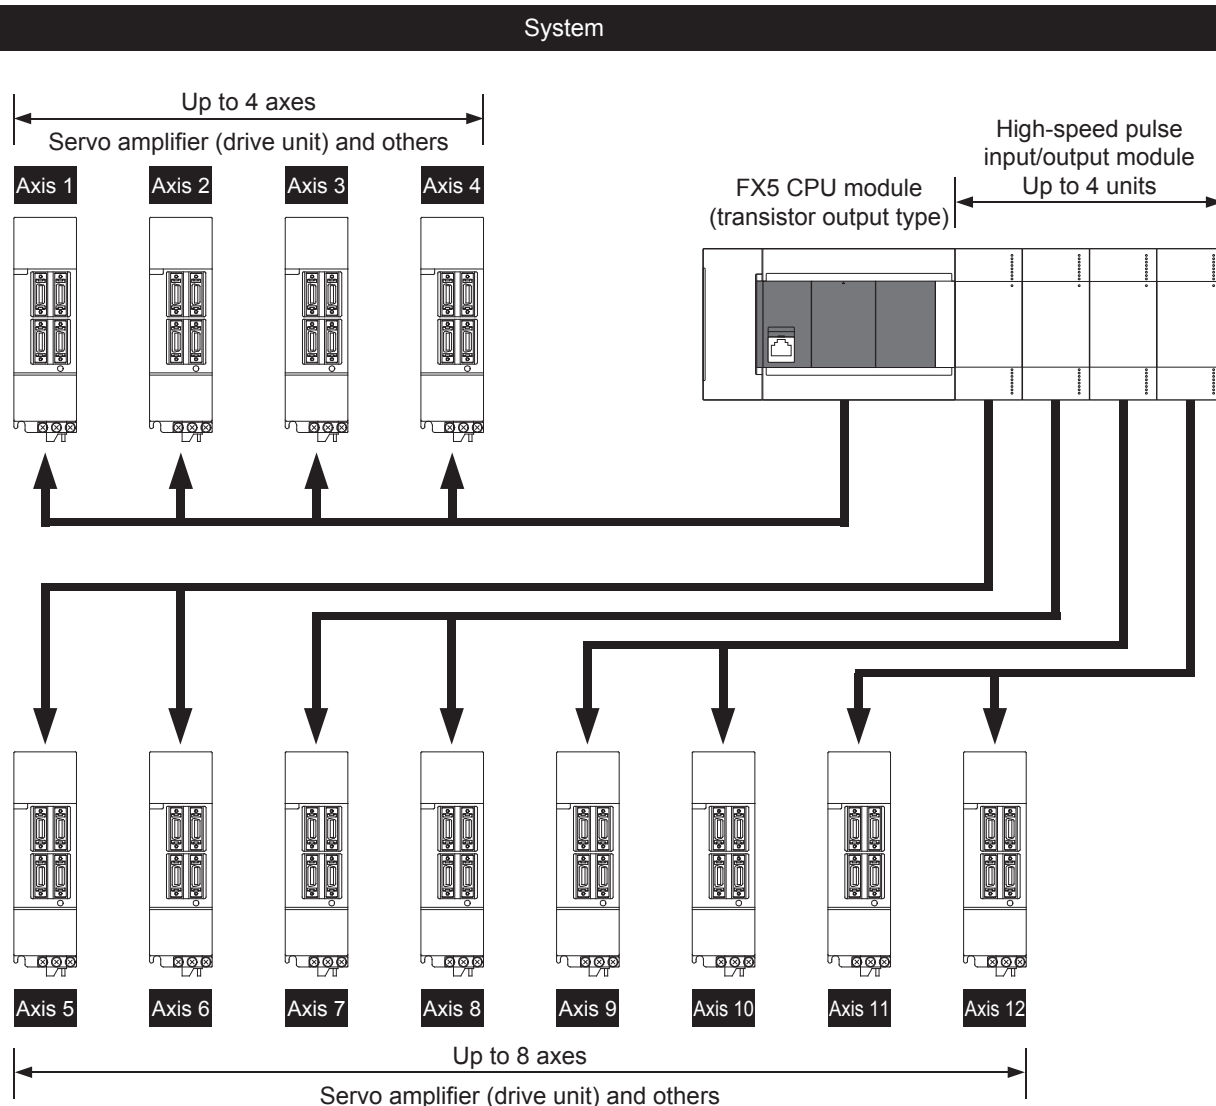 System
Up to 4 axes
Servo amplifier (drive unit) and others
Axis 1
Axis 2
Axis 3
Axis 4
FX5 CPU module
(transistor output type)
High-speed pulse
input/output module
Up to 4 units
Axis 5
Axis 6
Axis 7
Axis 8
Axis 9
Axis 10
Axis 11
Axis 12
Up to 8 axes
Servo amplifier (drive unit) and others